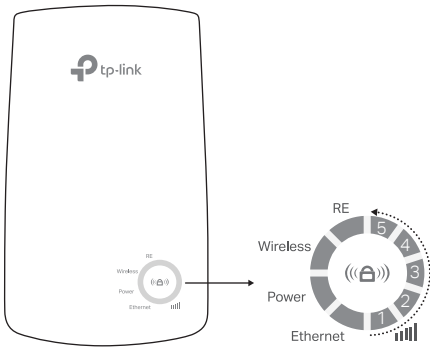 tp-link
RE
Wireless
Power
Ethernet
RE
Wireless
Power
Ethernet
5
4
3
2
1